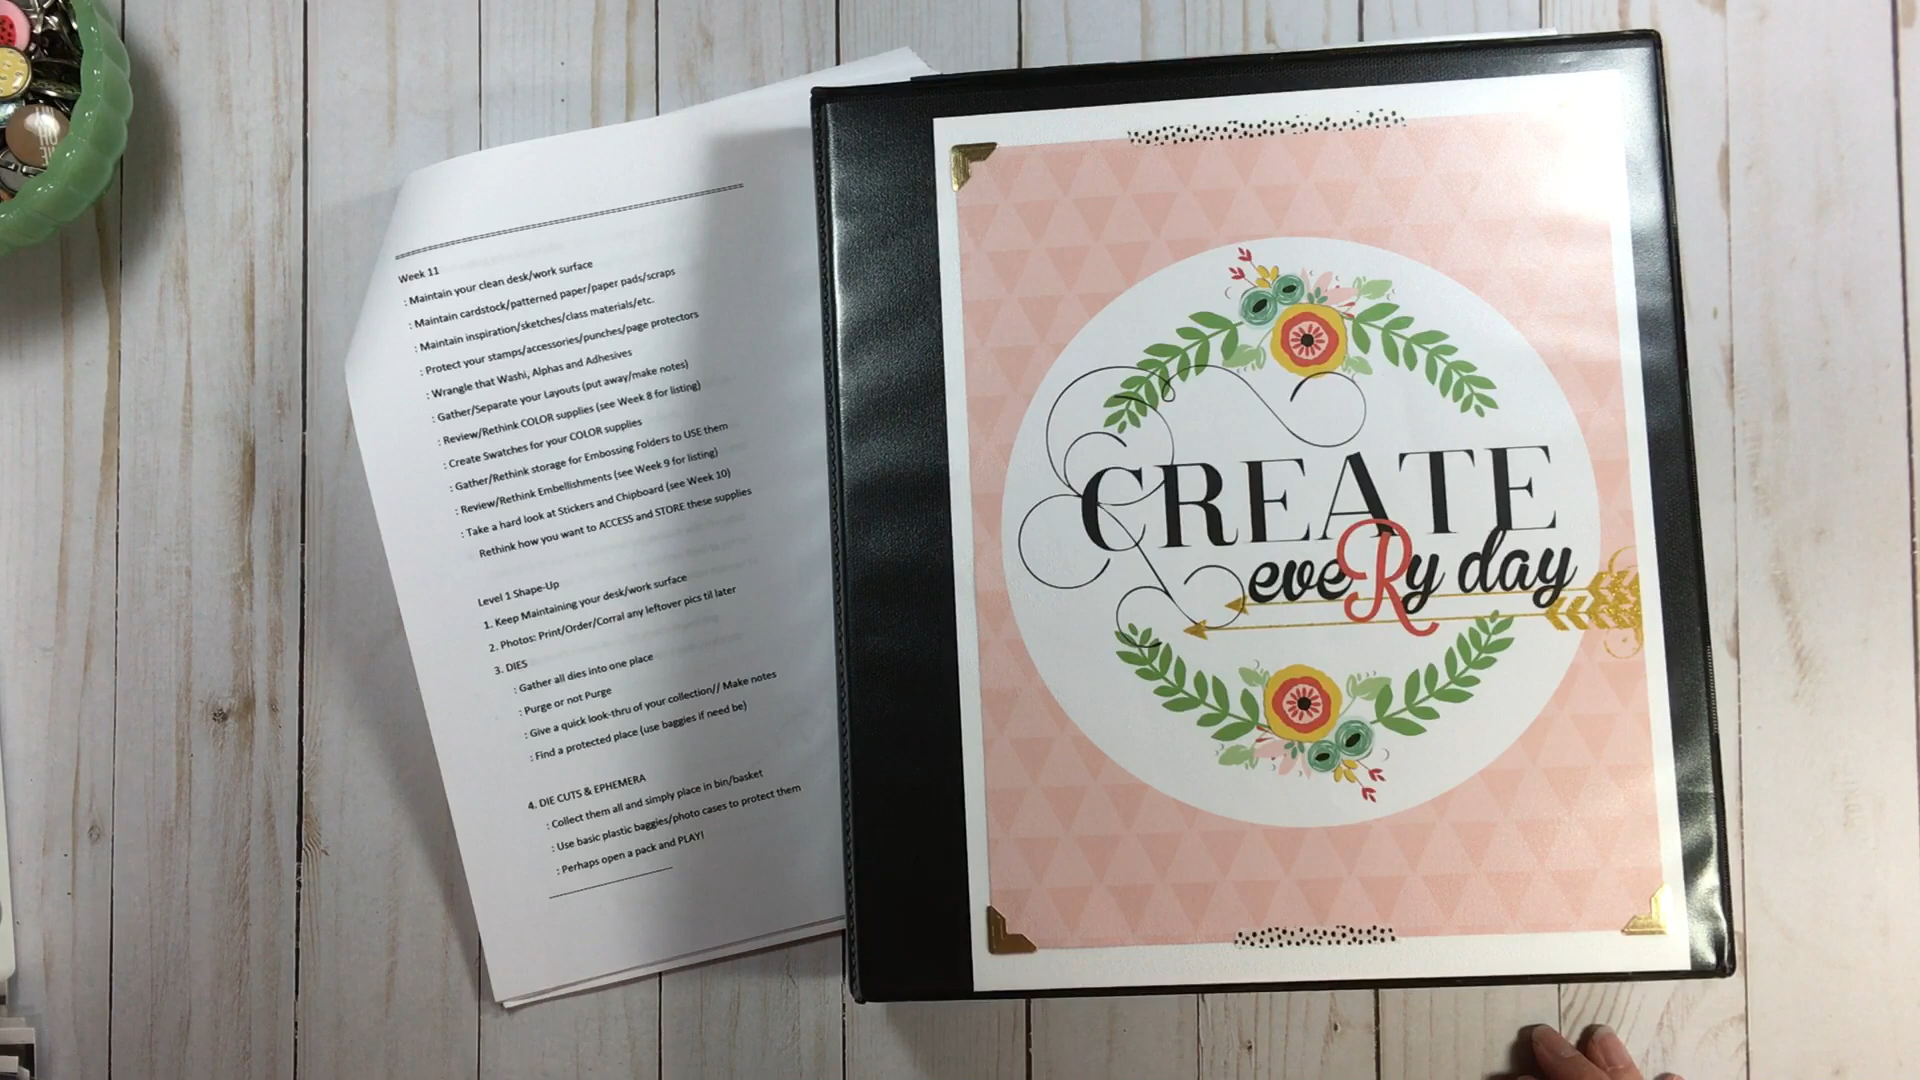 Week 11
: Maintain your clean desk/work surface
: Maintain cardstock/patterned paper/paper pads/scraps
: Maintain inspiration/sketches/class materials/etc.
: Protect your stamps/accessories/punches/page protectors
: Wrangle that Washi, Alphas and Adhesives
: Gather/Separate your Layouts (put away/make notes)
: Review/Rethink COLOR supplies (see Week 8 for listing)
: Create Swatches for your COLOR supplies
: Gather/Rethink storage for Embossing Folders to USE them
: Review/Rethink Embellishments (see Week 9 for listing)
: Take a hard look at Stickers and Chipboard (see Week 10)
Rethink how you want to ACCESS and STORE these supplies
Level 1 Shape-Up
1. Keep Maintaining your desk/work surface
2. Photos: Print/Order/Corral any leftover pics til later
3. DIES
: Gather all dies into one place
: Purge or not Purge
: Give a quick look-thru of your collection// Make notes
: Find a protected place (use baggies if need be)
4. DIE CUTS & EPHEMERA
: Collect them all and simply place in bin/basket
: Use basic plastic baggies/photo cases to protect them
: Perhaps open a pack and PLAY!
CREATE
eveRy day